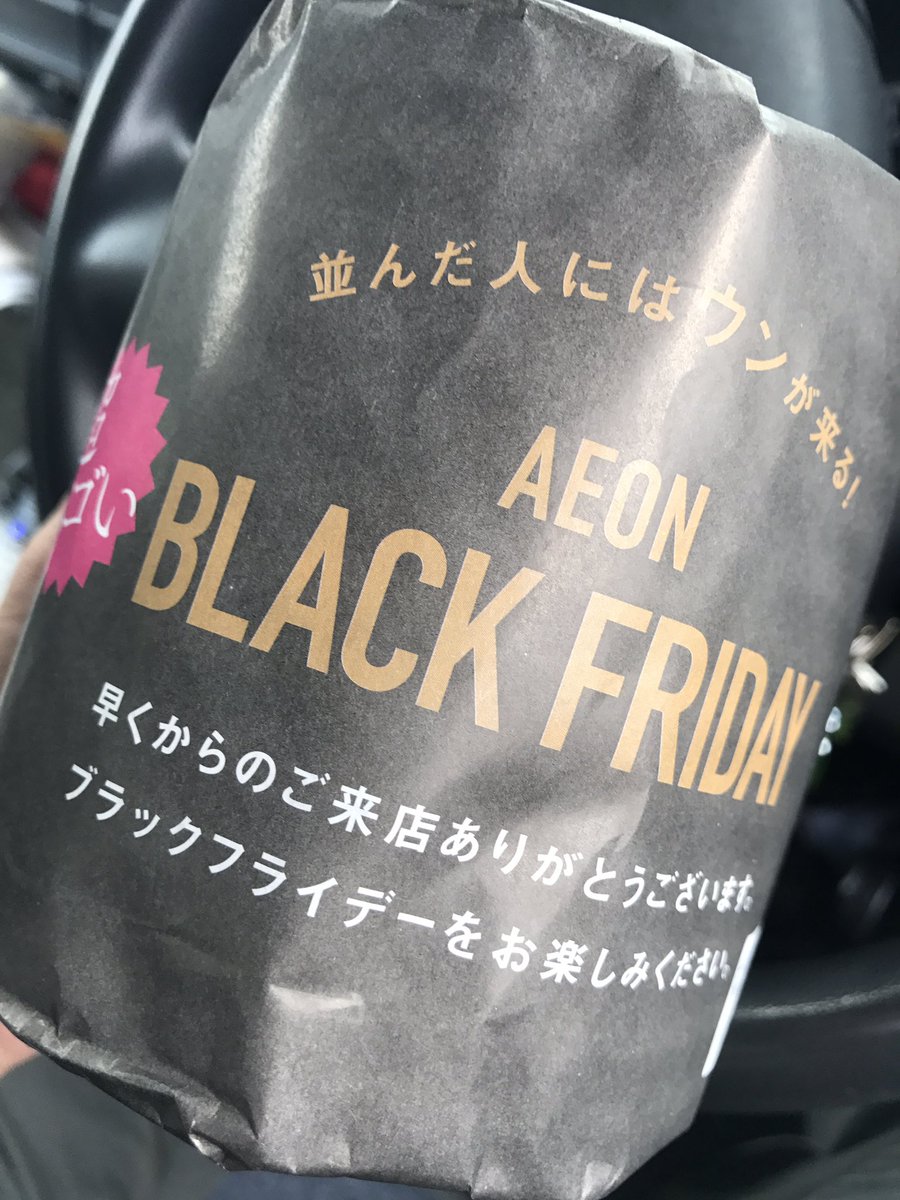 並んだ人にはウンが来る!
AEON
BLACK FRIDAY
ゴい
早くからのご来店ありがとうございます。
ブラックフライデーをお楽しみください。